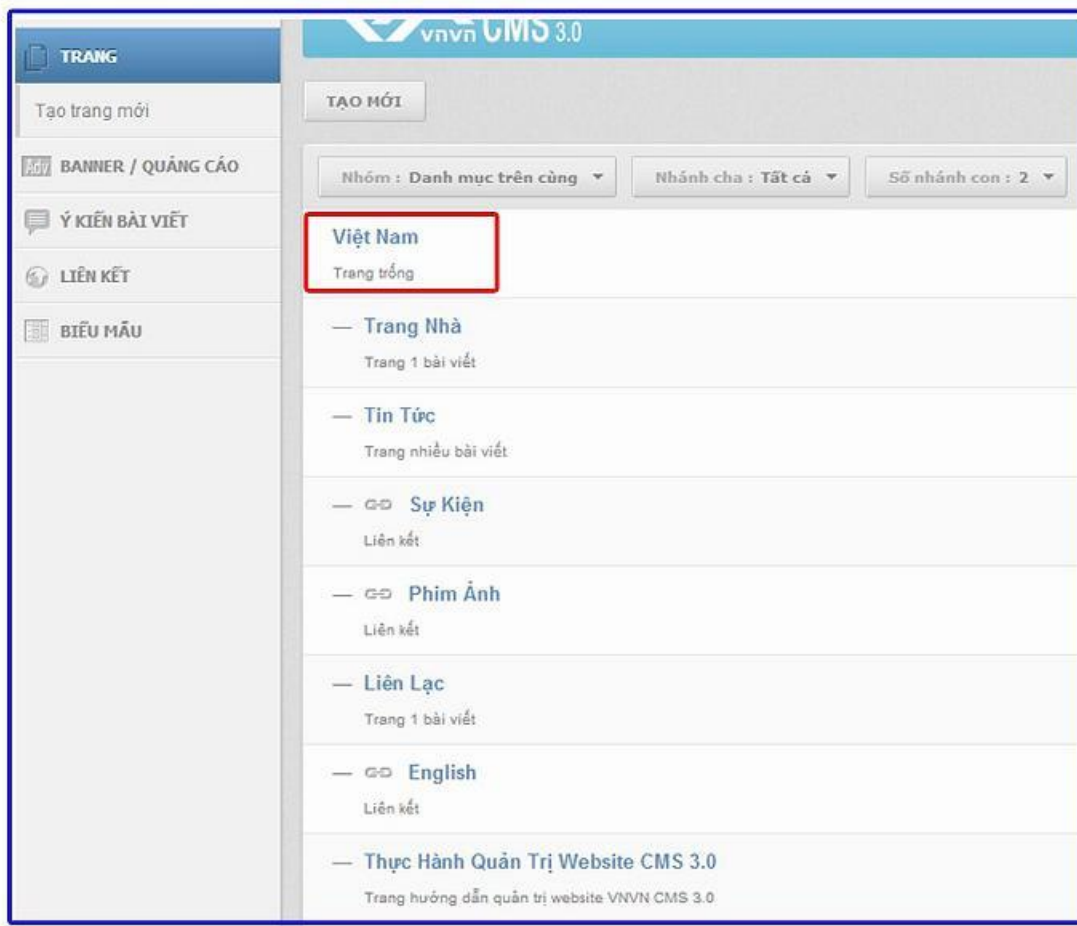 vnvn CMS 3.0
TRANG
Tạo trang mới
Adv BANNER / QUẢNG CÁO
Ý KIẾN BÀI VIẾT
LIÊN KẾT
BIỂU MẪU
TẠO MỚI
Nhóm : Danh mục trên cùng Nhánh cha : Tất cả Số nhánh con : 2
Việt Nam
Trang trống
— Trang Nhà
Trang 1 bài viết
— Tin Tức
Trang nhiều bài viết
— Sự Kiện
Liên kết
— Phim Ảnh
Liên kết
— Liên Lạc
Trang 1 bài viết
— English
Liên kết
— Thực Hành Quản Trị Website CMS 3.0
Trang hướng dẫn quản trị website VNVN CMS 3.0